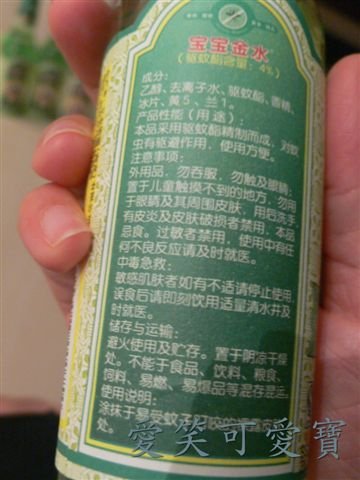 宝宝金水
(驱蚊酯含量：4%)
成分：
乙醇、去离子水、驱蚊酯、香精、
冰片、黄5、兰1。
产品性能(用途)：
本品采用驱蚊酯精制而成，对蚊
虫有驱避作用，使用方便。
注意事项：
外用品，勿吞服，勿触及眼睛；
置于儿童触摸不到的地方，勿用
于眼睛及其周围皮肤，用后洗手，
有皮炎及皮肤破损者禁用，本品
忌食。过敏者禁用，使用中有任
何不良反应请及时就医。
中毒急救：
敏感肌肤者如有不适请停止使用，
误食后请即刻饮用适量清水并及
时就医。
储存与运输：
避火使用及贮存。置于阴凉干燥
处。不能于食品、饮料、粮食、
饲料、易燃、易爆品等混存混运。
使用说明：
涂抹于易受蚊子叮咬的
处。
愛笑可愛寶